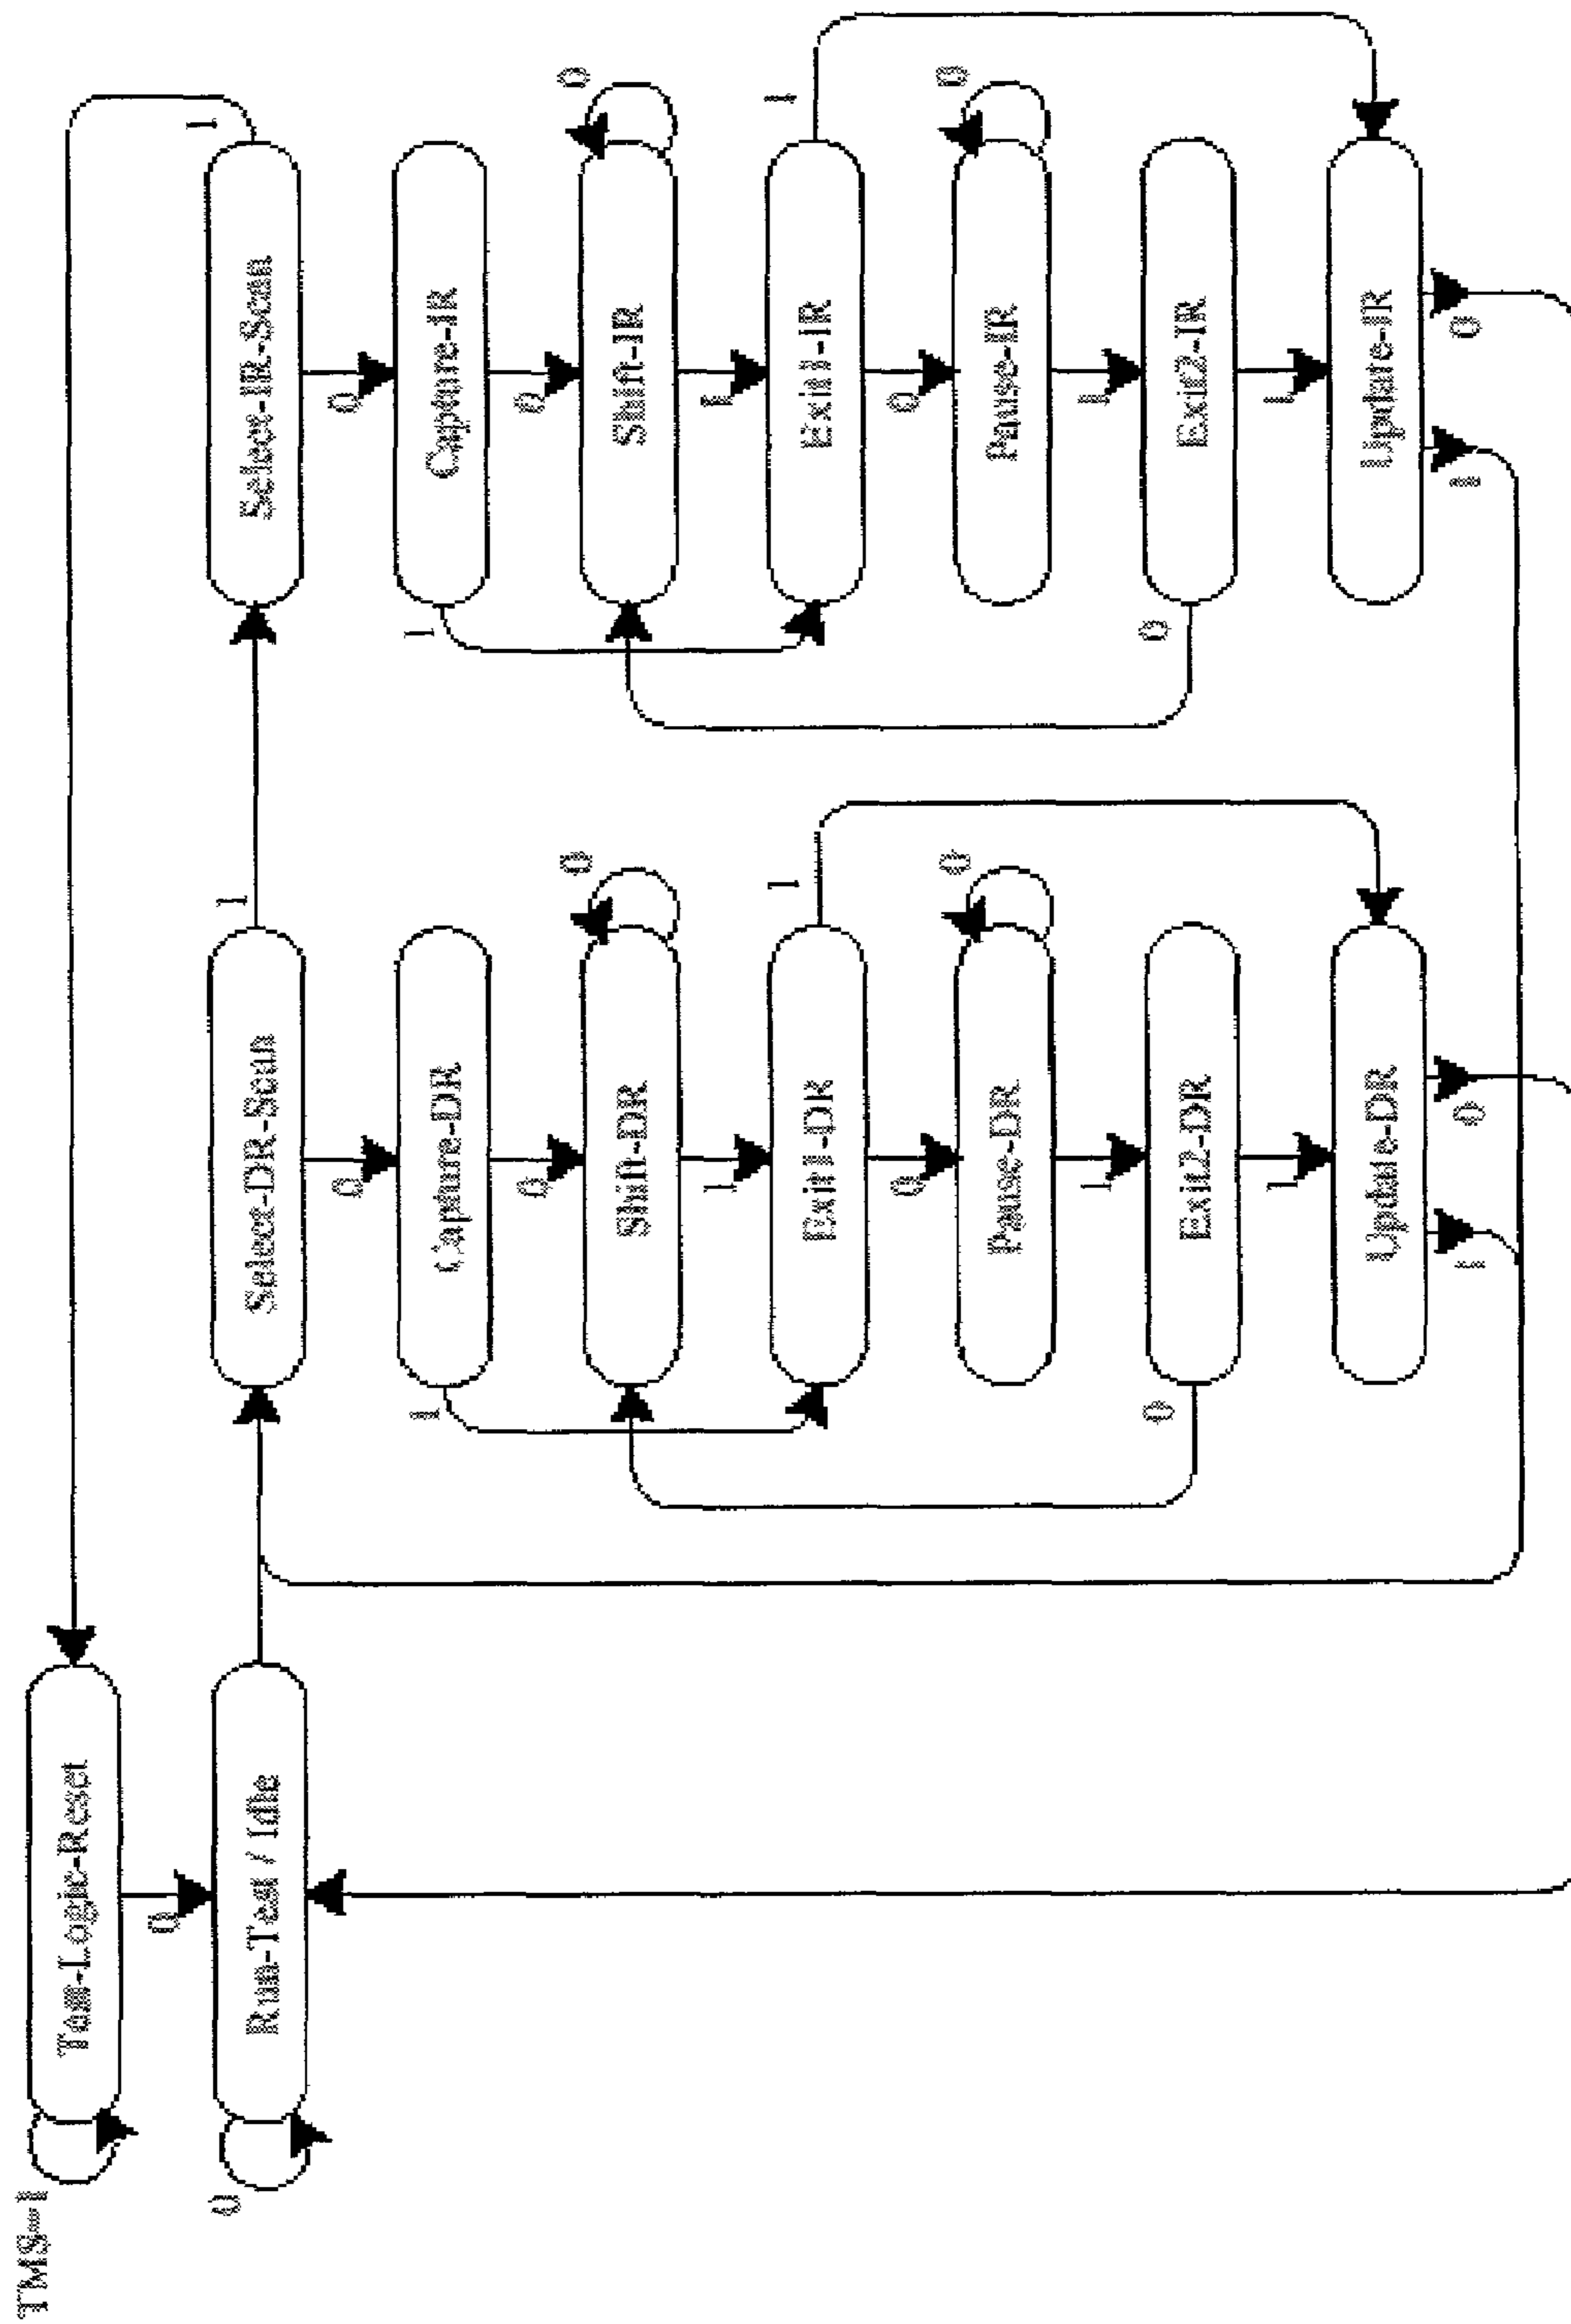 TMS=1
Test-Logic-Reset
0
Run-Test / Idle
0
Select-DR-Scan
1
0
Capture-DR
1
0
Shift-DR
0
1
Exit1-DR
1
0
Pause-DR
0
1
Exit2-DR
0
1
Update-DR
1
0
Select-IR-Scan
1
0
Capture-IR
1
0
Shift-IR
0
1
Exit1-IR
1
0
Pause-IR
0
1
Exit2-IR
0
1
Update-IR
1
0